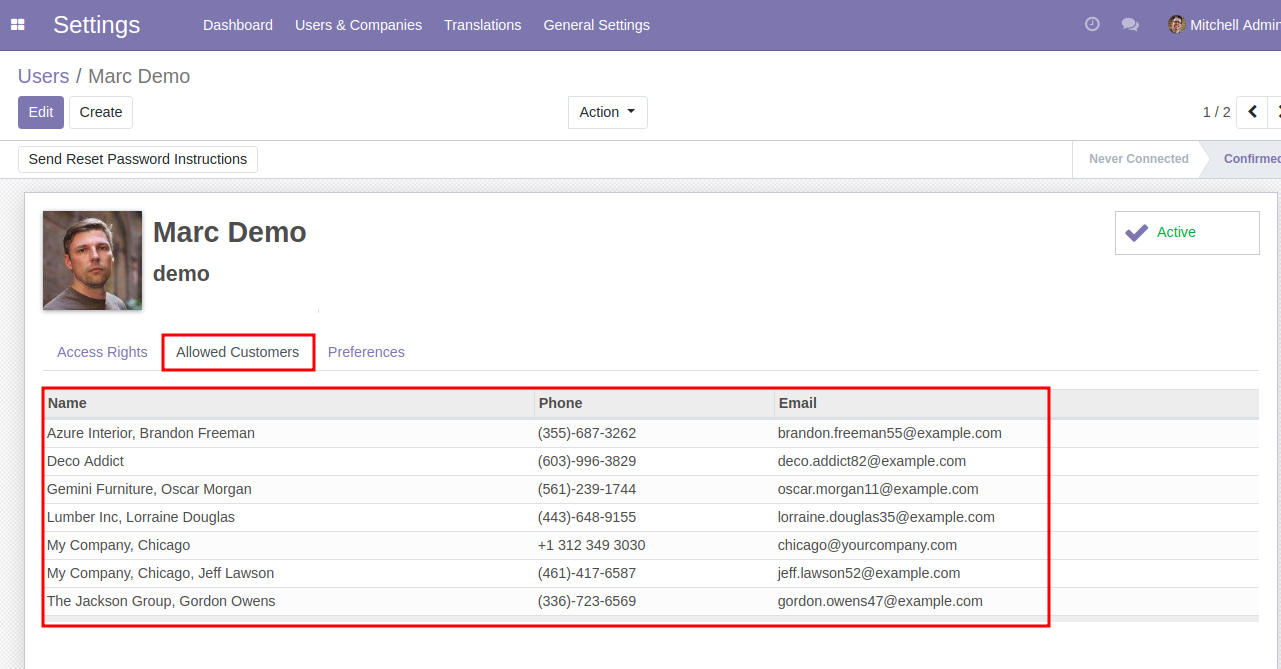 Settings Dashboard Users & Companies Translations General Settings Mitchell Admin
Users / Marc Demo
Edit Create Action 1 / 2
Send Reset Password Instructions Never Connected Confirmed
Marc Demo
Active
demo
Access Rights Allowed Customers Preferences
Name Phone Email
Azure Interior, Brandon Freeman (355)-687-3262 brandon.freeman55@example.com
Deco Addict (603)-996-3829 deco.addict82@example.com
Gemini Furniture, Oscar Morgan (561)-239-1744 oscar.morgan11@example.com
Lumber Inc, Lorraine Douglas (443)-648-9155 lorraine.douglas35@example.com
My Company, Chicago +1 312 349 3030 chicago@yourcompany.com
My Company, Chicago, Jeff Lawson (461)-417-6587 jeff.lawson52@example.com
The Jackson Group, Gordon Owens (336)-723-6569 gordon.owens47@example.com